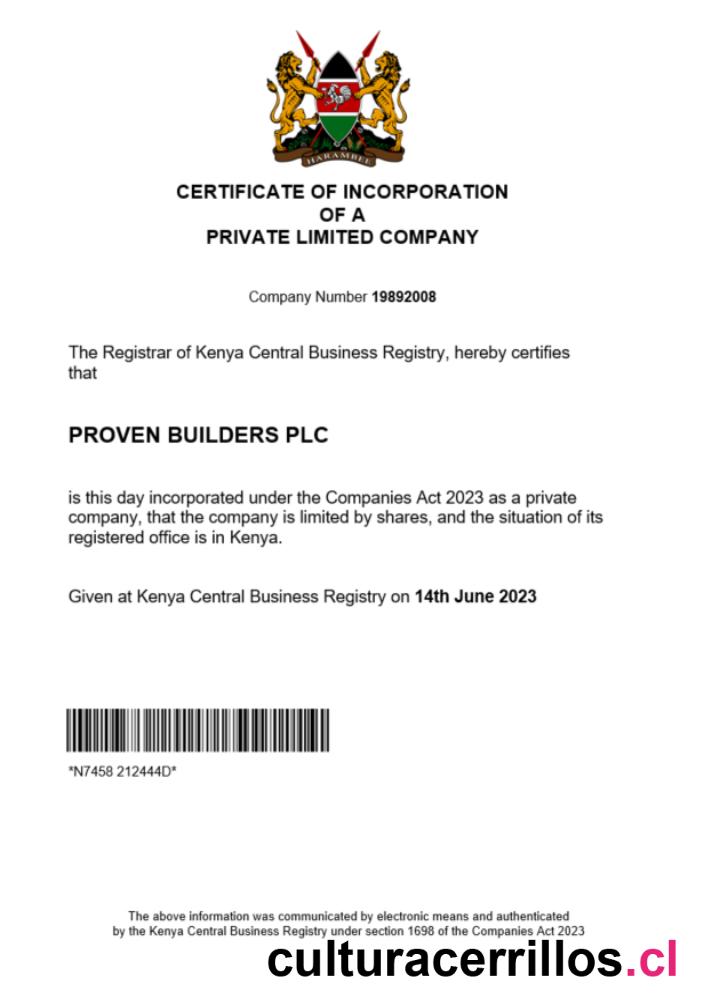 HARAMBEE
CERTIFICATE OF INCORPORATION
OF A
PRIVATE LIMITED COMPANY
Company Number 19892008
The Registrar of Kenya Central Business Registry, hereby certifies
that
PROVEN BUILDERS PLC
is this day incorporated under the Companies Act 2023 as a private
company, that the company is limited by shares, and the situation of its
registered office is in Kenya.
Given at Kenya Central Business Registry on 14th June 2023
*N7458 212444D*
The above information was communicated by electronic means and authenticated
by the Kenya Central Business Registry under section 1698 of the Companies Act 2023
culturacerrillos.cl